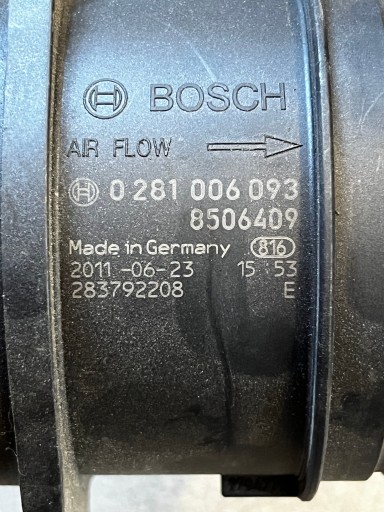 BOSCH
AIR FLOW
0 281 006 093
8506409
Made in Germany 816
2011-06-23 15 53
283792208 E